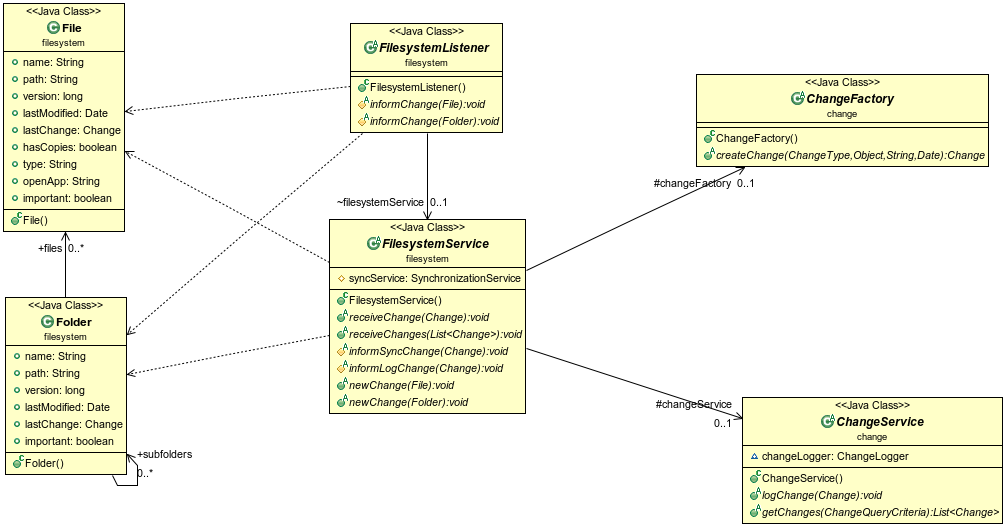 <<Java Class>>
File
filesystem
name: String
path: String
version: long
lastModified: Date
lastChange: Change
hasCopies: boolean
type: String
openApp: String
important: boolean
File()
<<Java Class>>
FilesystemListener
filesystem
FilesystemListener()
informChange(File):void
informChange(Folder):void
<<Java Class>>
ChangeFactory
change
ChangeFactory()
createChange(ChangeType,Object,String,Date):Change
#changeFactory 0..1
~filesystemService 0..1
+files 0..*
<<Java Class>>
FilesystemService
filesystem
syncService: SynchronizationService
FilesystemService()
receiveChange(Change):void
receiveChanges(List<Change>):void
informSyncChange(Change):void
informLogChange(Change):void
newChange(File):void
newChange(Folder):void
<<Java Class>>
Folder
filesystem
name: String
path: String
version: long
lastModified: Date
lastChange: Change
important: boolean
Folder()
+subfolders
0..*
#changeService
0..1
<<Java Class>>
ChangeService
change
changeLogger: ChangeLogger
ChangeService()
logChange(Change):void
getChanges(ChangeQueryCriteria):List<Change>